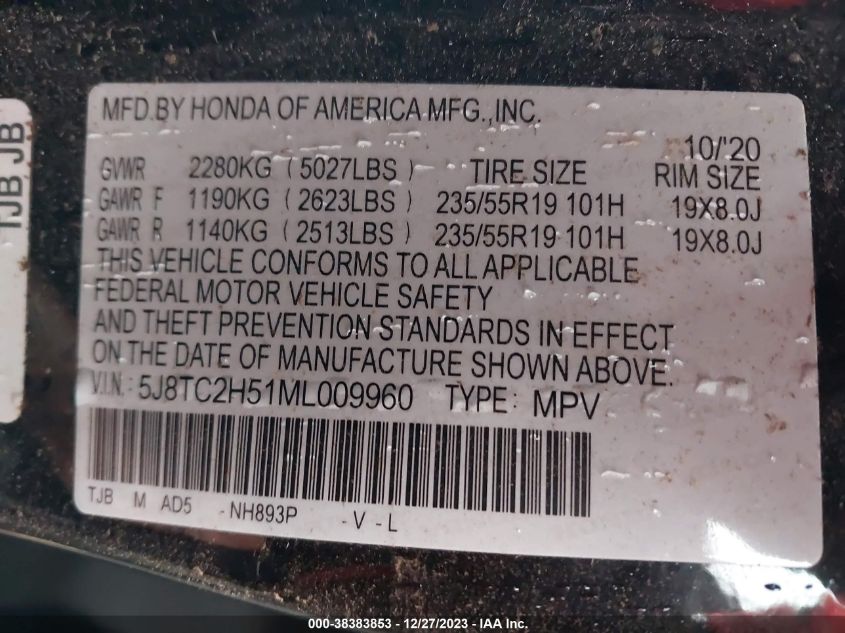 MFD.BY HONDA OF AMERICA MFG.,INC.
10/'20
GVWR 2280KG (5027LBS) TIRE SIZE RIM SIZE
GAWR F 1190KG (2623LBS) 235/55R19 101H 19X8.0J
GAWR R 1140KG (2513LBS) 235/55R19 101H 19X8.0J
THIS VEHICLE CONFORMS TO ALL APPLICABLE
FEDERAL MOTOR VEHICLE SAFETY
AND THEFT PREVENTION STANDARDS IN EFFECT
ON THE DATE OF MANUFACTURE SHOWN ABOVE.
V.I.N.: 5J8TC2H51ML009960 TYPE: MPV
TJB M AD5 -NH893P -V-L
TJB, JB
000-38383853 - 12/27/2023 - © IAA, Inc.